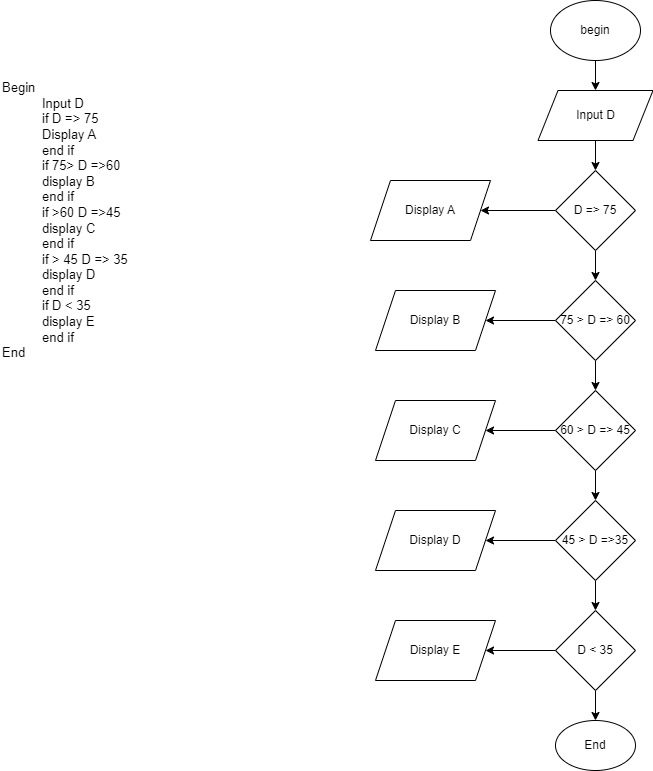 Begin
Input D
if D => 75
Display A
end if
if 75> D =>60
display B
end if
if >60 D =>45
display C
end if
if > 45 D => 35
display D
end if
if D < 35
display E
end if
End
begin
Input D
D => 75
Display A
75 > D => 60
Display B
60 > D => 45
Display C
45 > D =>35
Display D
D < 35
Display E
End